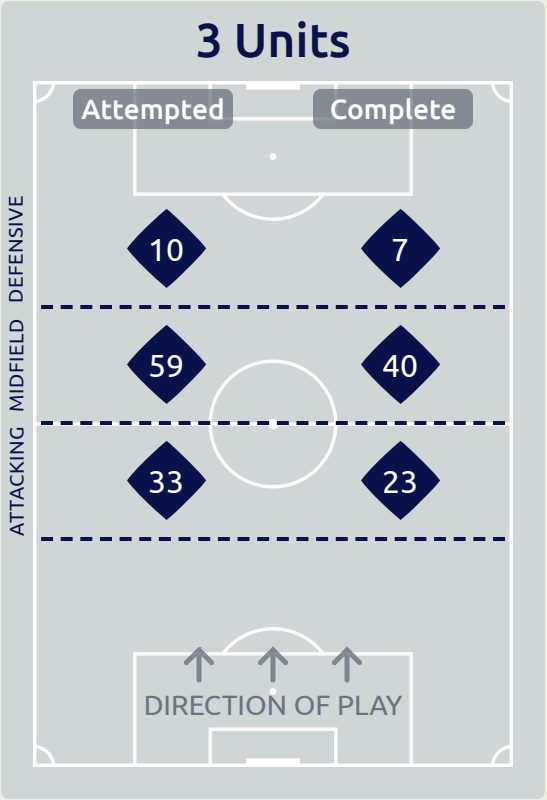 3 Units
Attempted Complete
DEFENSIVE
10 7
MIDFIELD
59 40
ATTACKING
33 23
DIRECTION OF PLAY